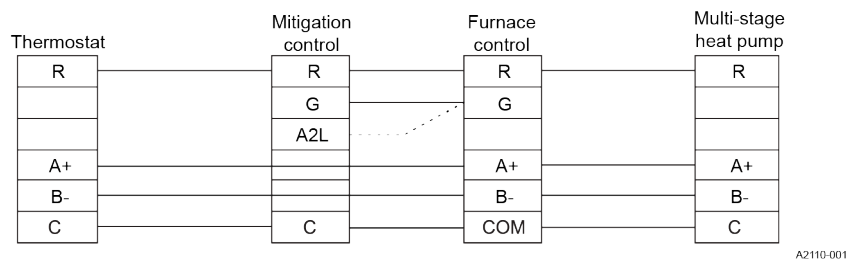 Thermostat
Mitigation
control
Furnace
control
Multi-stage
heat pump
R R R R
G G
A2L
A+ A+ A+
B- B- B-
C C COM C
A2110-001